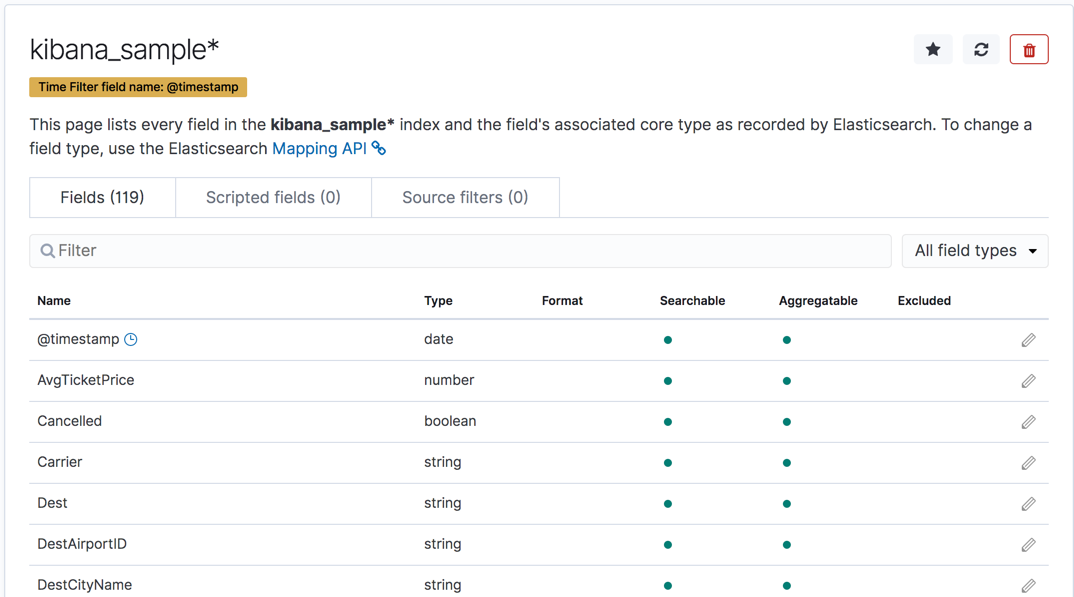 kibana_sample*
Time Filter field name: @timestamp
This page lists every field in the kibana_sample* index and the field's associated core type as recorded by Elasticsearch. To change a
field type, use the Elasticsearch Mapping API
Fields (119) Scripted fields (0) Source filters (0)
Filter All field types
Name Type Format Searchable Aggregatable Excluded
@timestamp date
AvgTicketPrice number
Cancelled boolean
Carrier string
Dest string
DestAirportID string
DestCityName string